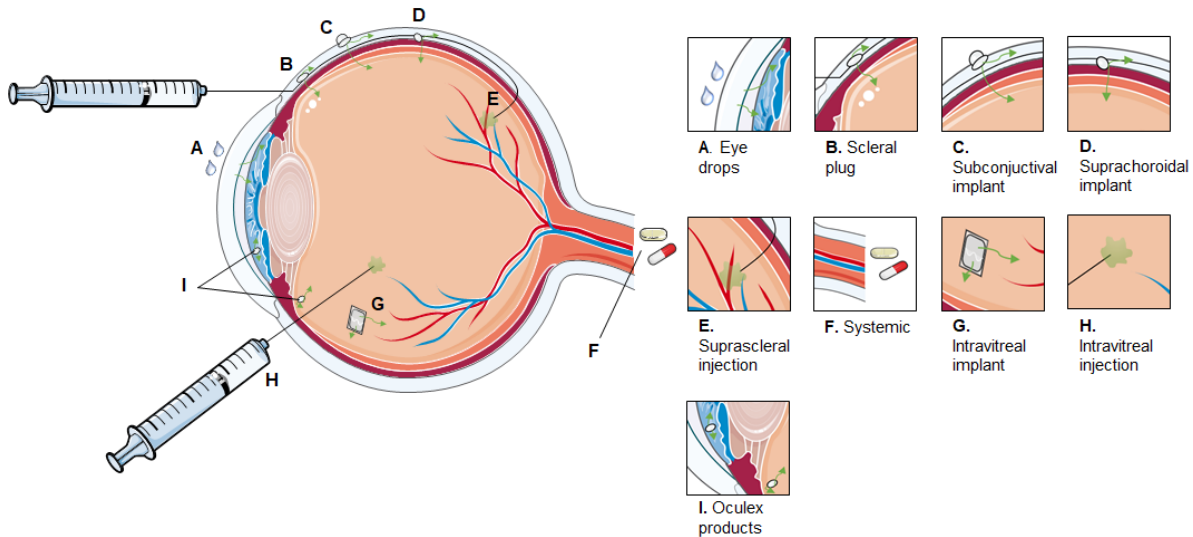 A
B
C
D
E
F
G
H
I
A. Eye
drops
B. Scleral
plug
C.
Subconjuctival
implant
D.
Suprachoroidal
implant
E.
Suprascleral
injection
F. Systemic
G.
Intravitreal
implant
H.
Intravitreal
injection
I. Oculex
products